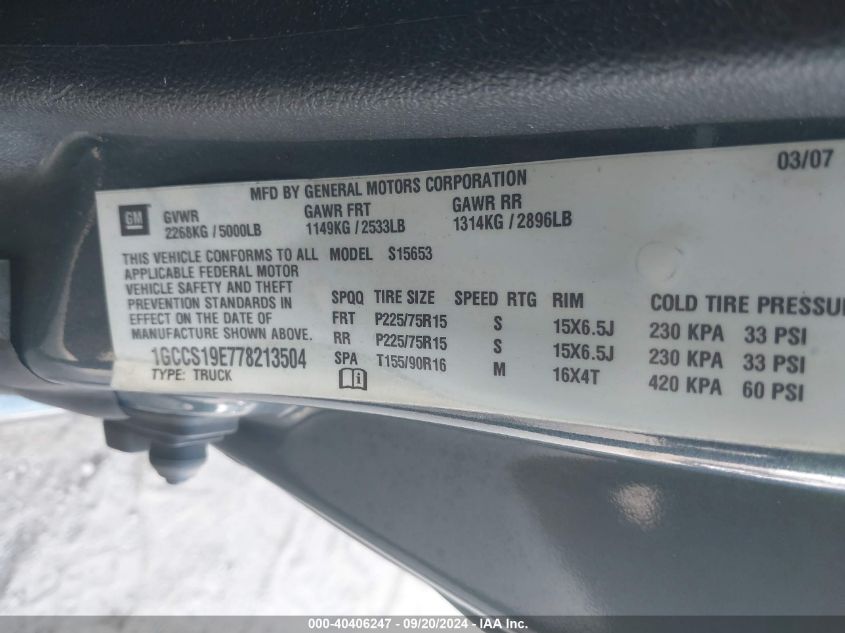 03/07
MFD BY GENERAL MOTORS CORPORATION
GM
GVWR GAWR FRT GAWR RR
2268KG / 5000LB 1149KG / 2533LB 1314KG / 2896LB
THIS VEHICLE CONFORMS TO ALL MODEL S15653
APPLICABLE FEDERAL MOTOR
VEHICLE SAFETY AND THEFT
PREVENTION STANDARDS IN
EFFECT ON THE DATE OF
MANUFACTURE SHOWN ABOVE.
1GCCS19E778213504
TYPE: TRUCK
SPQQ TIRE SIZE SPEED RTG RIM COLD TIRE PRESSURE
FRT P225/75R15 S 15X6.5J 230 KPA 33 PSI
RR P225/75R15 S 15X6.5J 230 KPA 33 PSI
SPA T155/90R16 M 16X4T 420 KPA 60 PSI
000-40406247 - 09/20/2024 - IAA Inc.